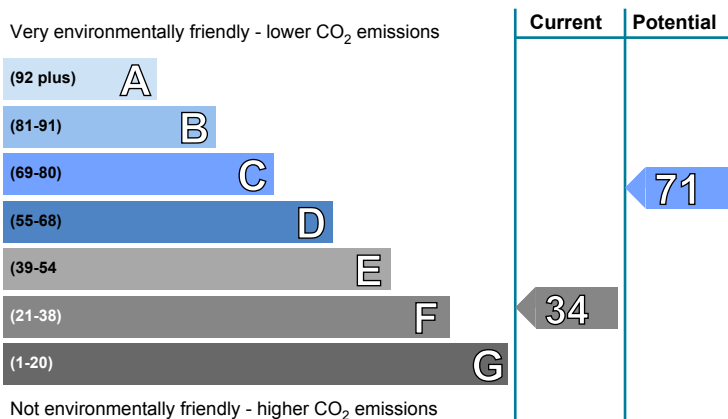 Current Potential
Very environmentally friendly - lower CO2 emissions
(92 plus) A
(81-91) B
(69-80) C
71
(55-68) D
(39-54 E
(21-38) F
34
(1-20) G
Not environmentally friendly - higher CO2 emissions